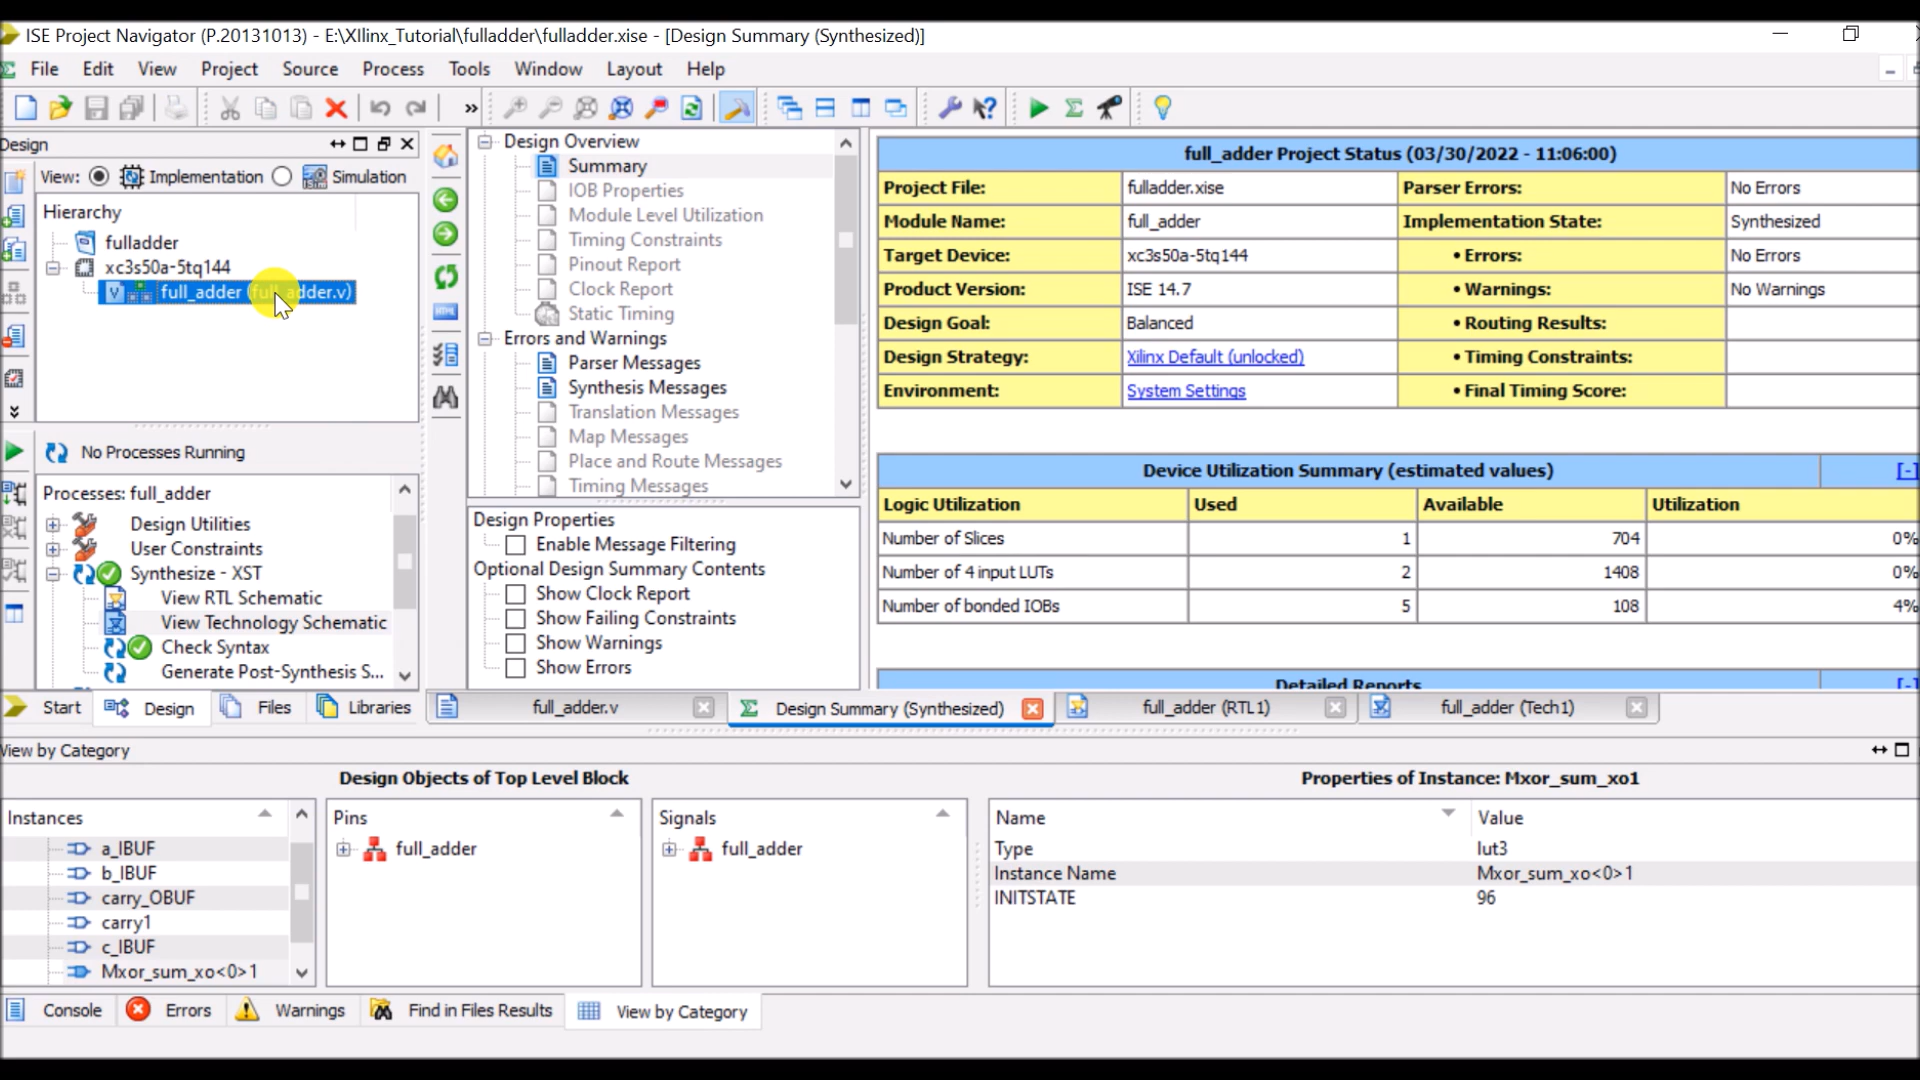 ISE Project Navigator (P.20131013) - E:\XIlinx_Tutorial\fulladder\fulladder.xise - [Design Summary (Synthesized)]
File Edit View Project Source Process Tools Window Layout Help
Design
View: Implementation Simulation
Hierarchy
fulladder
xc3s50a-5tq144
full_adder (full_adder.v)
No Processes Running
Processes: full_adder
Design Utilities
User Constraints
Synthesize - XST
View RTL Schematic
View Technology Schematic
Check Syntax
Generate Post-Synthesis S...
Start Design Files Libraries
Design Overview
Summary
IOB Properties
Module Level Utilization
Timing Constraints
Pinout Report
Clock Report
Static Timing
Errors and Warnings
Parser Messages
Synthesis Messages
Translation Messages
Map Messages
Place and Route Messages
Timing Messages
Design Properties
Enable Message Filtering
Optional Design Summary Contents
Show Clock Report
Show Failing Constraints
Show Warnings
Show Errors
full_adder Project Status (03/30/2022 - 11:06:00)
Project File: fulladder.xise Parser Errors: No Errors
Module Name: full_adder Implementation State: Synthesized
Target Device: xc3s50a-5tq144 • Errors: No Errors
Product Version: ISE 14.7 • Warnings: No Warnings
Design Goal: Balanced • Routing Results:
Design Strategy: Xilinx Default (unlocked) • Timing Constraints:
Environment: System Settings • Final Timing Score:
Device Utilization Summary (estimated values) [-]
Logic Utilization Used Available Utilization
Number of Slices 1 704 0%
Number of 4 input LUTs 2 1408 0%
Number of bonded IOBs 5 108 4%
Detailed Reports [-]
full_adder.v Design Summary (Synthesized) full_adder (RTL1) full_adder (Tech1)
View by Category
Design Objects of Top Level Block Properties of Instance: Mxor_sum_xo1
Instances Pins Signals Name Value
a_IBUF full_adder full_adder Type lut3
b_IBUF Instance Name Mxor_sum_xo<0>1
carry_OBUF INITSTATE 96
carry1
c_IBUF
Mxor_sum_xo<0>1
Console Errors Warnings Find in Files Results View by Category